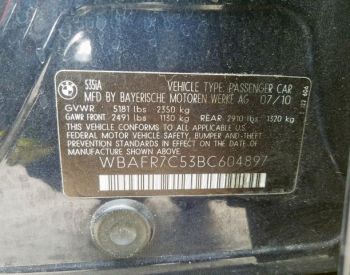 535iA
VEHICLE TYPE: PASSENGER CAR
MFD BY BAYERISCHE MOTOREN WERKE AG 07/10
GVWR 5181 lbs 2350 kg
GAWR FRONT 2491 lbs 1130 kg REAR 2910 lbs 1320 kg
THIS VEHICLE CONFORMS TO ALL APPLICABLE
FEDERAL MOTOR VEHICLE SAFETY, BUMPER AND THEFT-
PREVENTION STANDARDS IN EFFECT ON THE DATE OF
MANUFACTURE SHOWN ABOVE.
WBAFR7C53BC604897